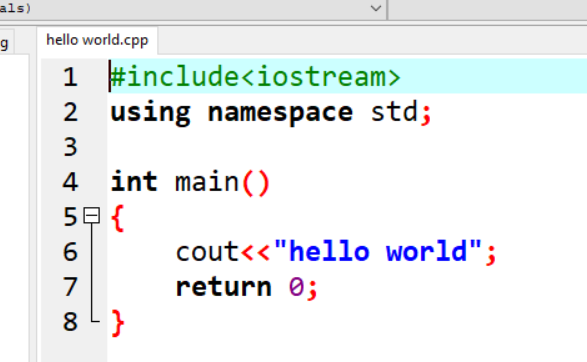 als)
g hello world.cpp
1 #include<iostream>
2 using namespace std;
3
4 int main()
5 {
6 cout<<"hello world";
7 return 0;
8 }